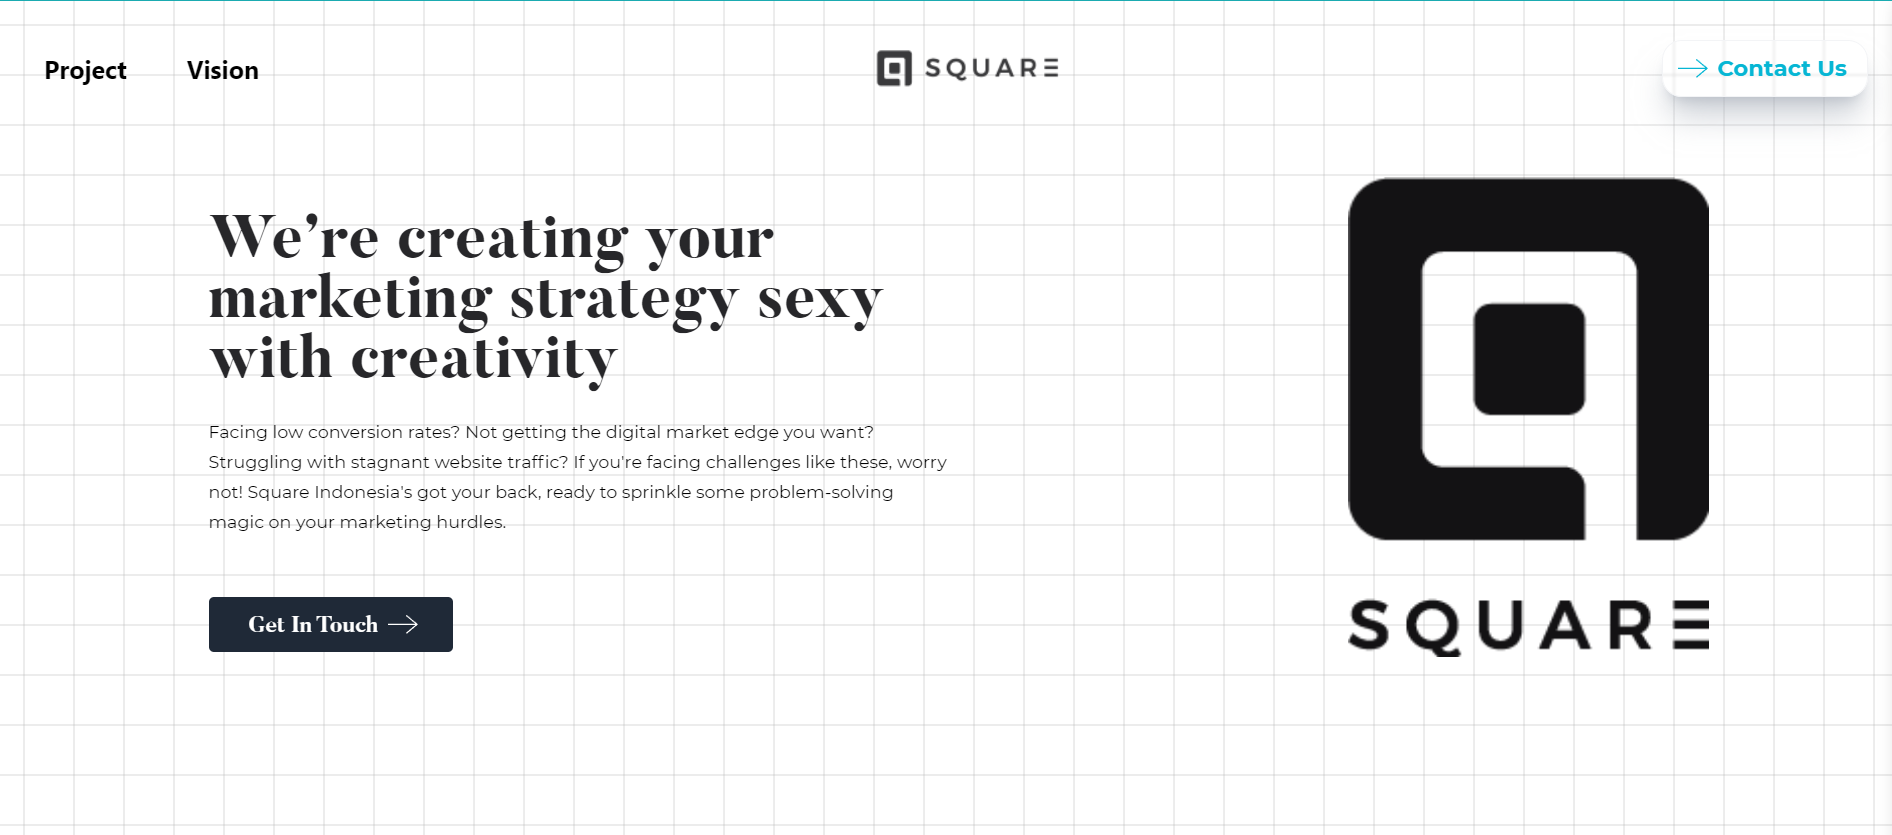 Project
Vision
SQUARE
Contact Us
We're creating your
marketing strategy sexy
with creativity
Facing low conversion rates? Not getting the digital market edge you want?
Struggling with stagnant website traffic? If you're facing challenges like these, worry
not! Square Indonesia's got your back, ready to sprinkle some problem-solving
magic on your marketing hurdles.
Get In Touch
SQUARE